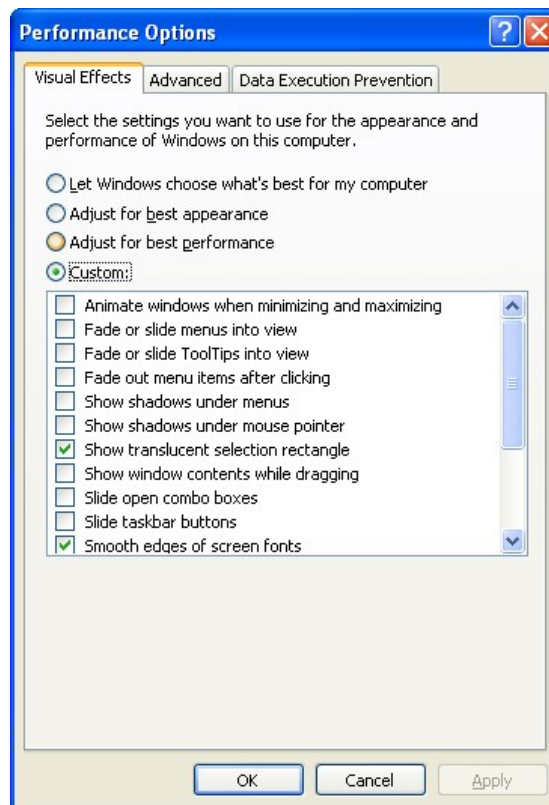 Performance Options
Visual Effects
Advanced
Data Execution Prevention
Select the settings you want to use for the appearance and
performance of Windows on this computer.
Let Windows choose what's best for my computer
Adjust for best appearance
Adjust for best performance
Custom:
Animate windows when minimizing and maximizing
Fade or slide menus into view
Fade or slide ToolTips into view
Fade out menu items after clicking
Show shadows under menus
Show shadows under mouse pointer
Show translucent selection rectangle
Show window contents while dragging
Slide open combo boxes
Slide taskbar buttons
Smooth edges of screen fonts
OK
Cancel
Apply